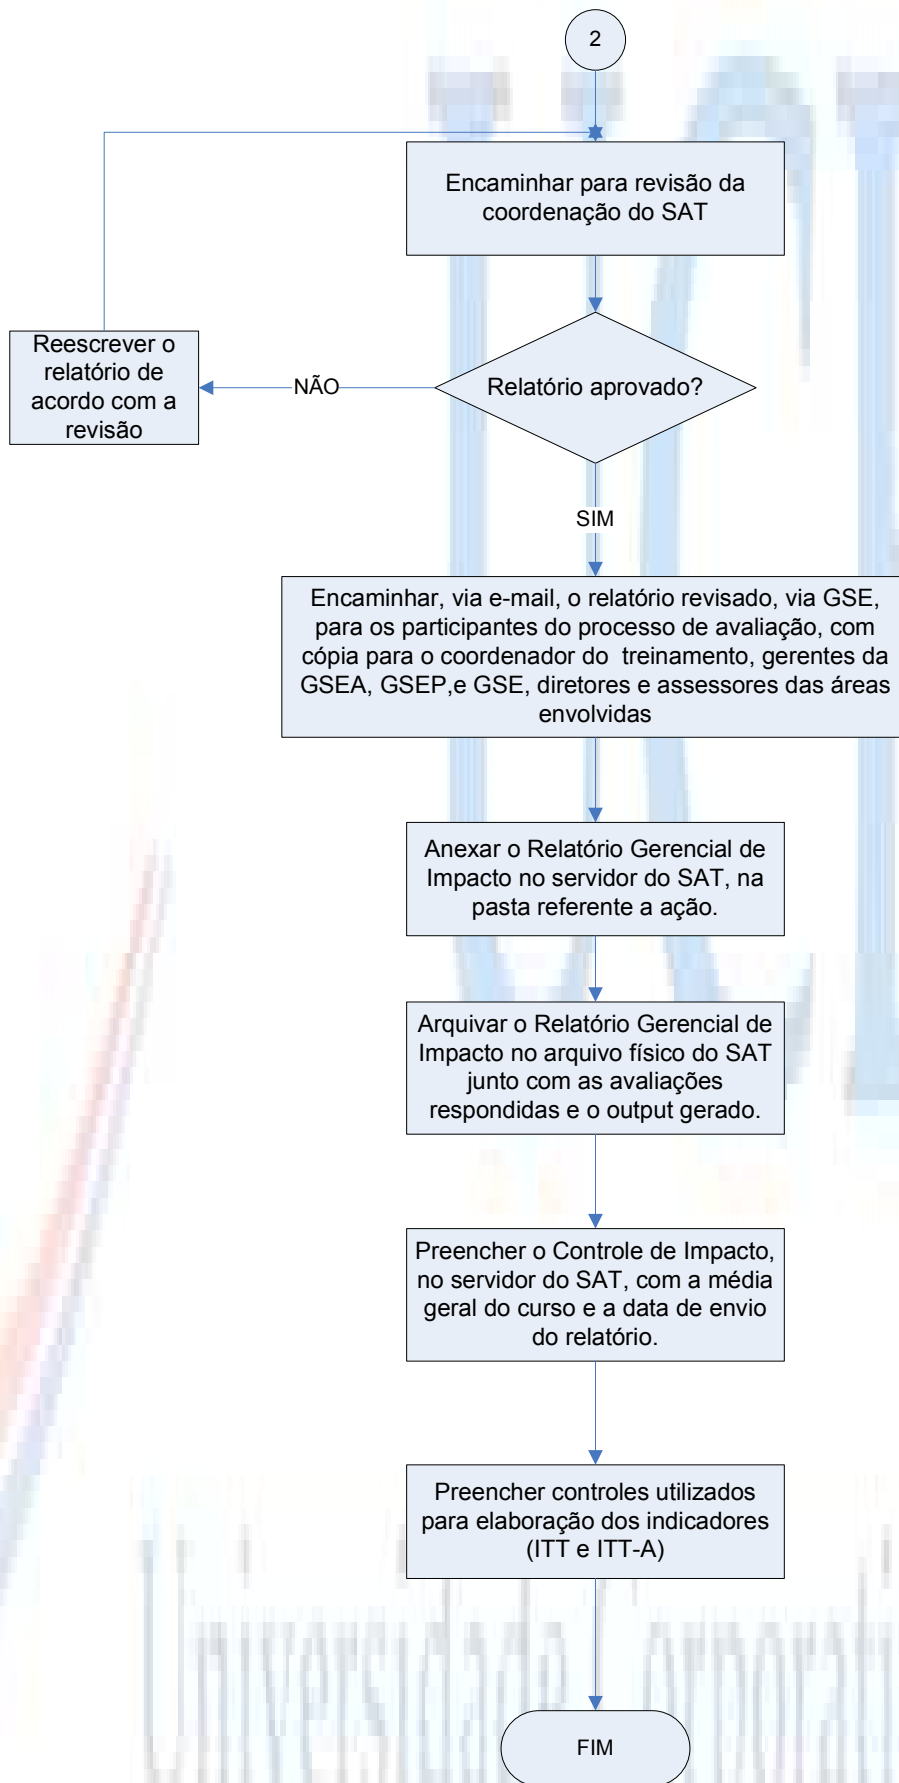 2
Encaminhar para revisão da
coordenação do SAT
Reescrever o
relatório de
acordo com a
revisão
NÃO
Relatório aprovado?
SIM
Encaminhar, via e-mail, o relatório revisado, via GSE,
para os participantes do processo de avaliação, com
cópia para o coordenador do  treinamento, gerentes da
GSEA, GSEP,e GSE, diretores e assessores das áreas
envolvidas
Anexar o Relatório Gerencial de
Impacto no servidor do SAT, na
pasta referente a ação.
Arquivar o Relatório Gerencial de
Impacto no arquivo físico do SAT
junto com as avaliações
respondidas e o output gerado.
Preencher o Controle de Impacto,
no servidor do SAT, com a média
geral do curso e a data de envio
do relatório.
Preencher controles utilizados
para elaboração dos indicadores
(ITT e ITT-A)
Universidade Corporati
FIM